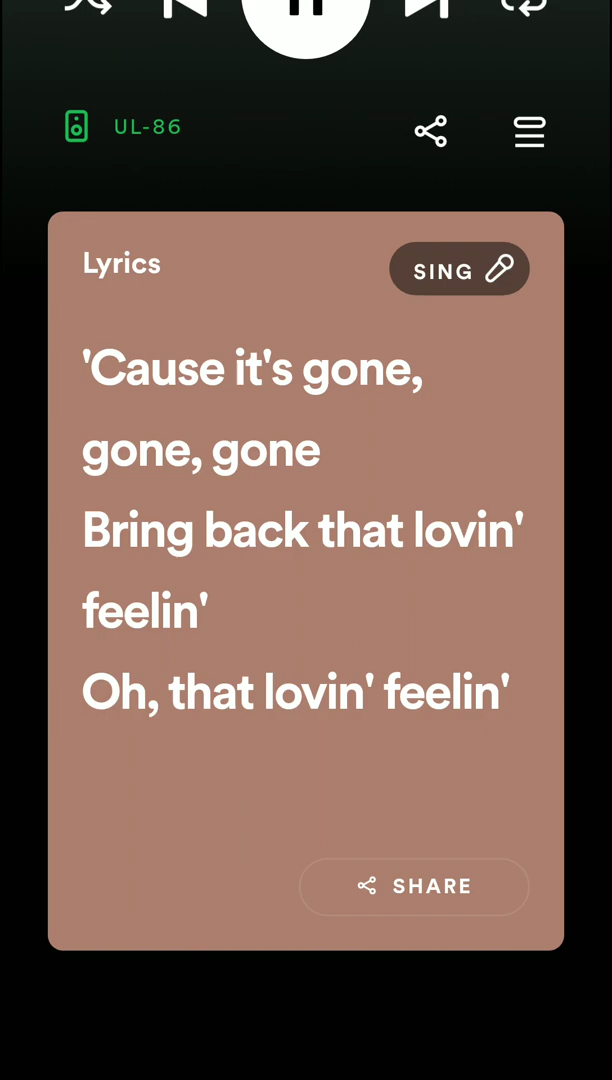 UL-86
Lyrics
SING
'Cause it's gone,
gone, gone
Bring back that lovin'
feelin'
Oh, that lovin' feelin'
SHARE